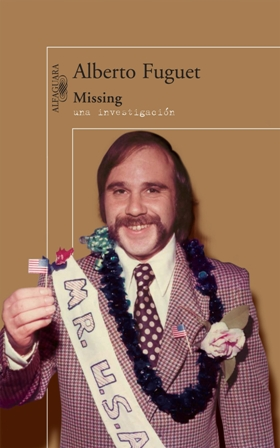 ALFAGUARA
Alberto Fuguet
Missing
una investigación
MR. U.S.A